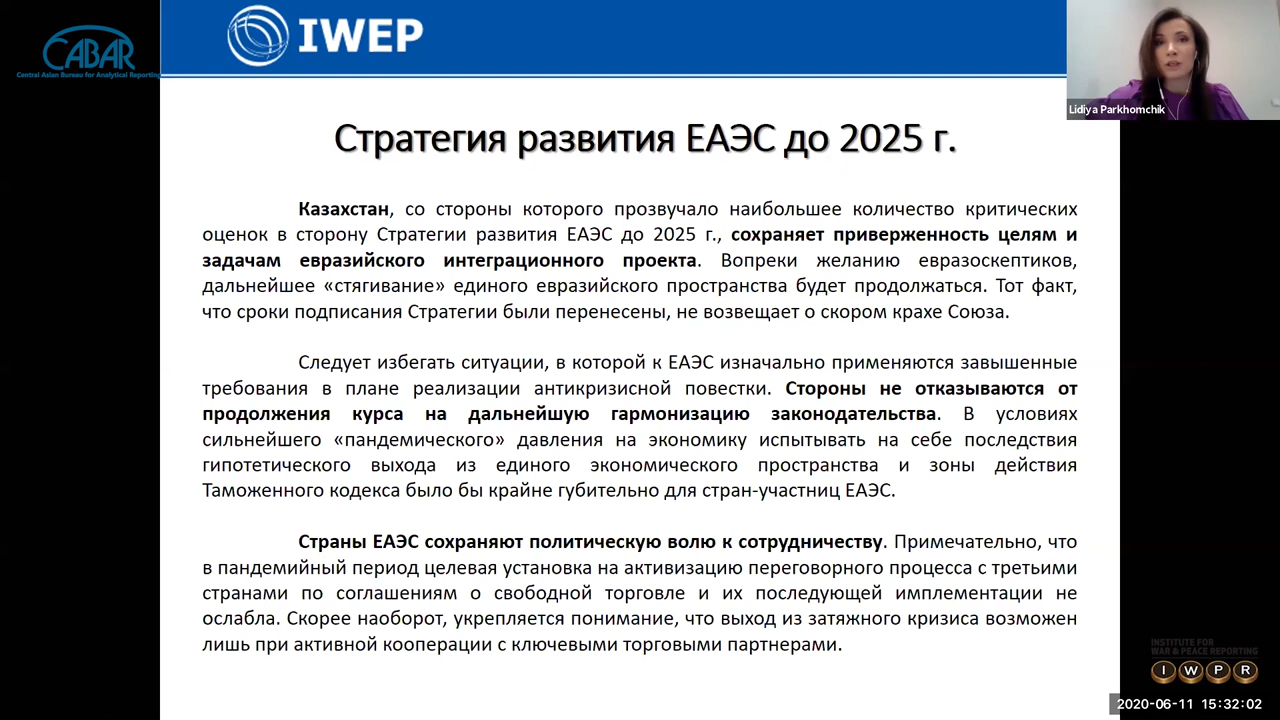 CABAR
Central Asian Bureau for Analytical Reporting
IWEP
Lidiya Parkhomchik
Стратегия развития ЕАЭС до 2025 г.
Казахстан, со стороны которого прозвучало наибольшее количество критических
оценок в сторону Стратегии развития ЕАЭС до 2025 г., сохраняет приверженность целям и
задачам евразийского интеграционного проекта. Вопреки желанию евразоскептиков,
дальнейшее «стягивание» единого евразийского пространства будет продолжаться. Тот факт,
что сроки подписания Стратегии были перенесены, не возвещает о скором крахе Союза.
Следует избегать ситуации, в которой к ЕАЭС изначально применяются завышенные
требования в плане реализации антикризисной повестки. Стороны не отказываются от
продолжения курса на дальнейшую гармонизацию законодательства. В условиях
сильнейшего «пандемического» давления на экономику испытывать на себе последствия
гипотетического выхода из единого экономического пространства и зоны действия
Таможенного кодекса было бы крайне губительно для стран-участниц ЕАЭС.
Страны ЕАЭС сохраняют политическую волю к сотрудничеству. Примечательно, что
в пандемийный период целевая установка на активизацию переговорного процесса с третьими
странами по соглашениям о свободной торговле и их последующей имплементации не
ослабла. Скорее наоборот, укрепляется понимание, что выход из затяжного кризиса возможен
лишь при активной кооперации с ключевыми торговыми партнерами.
INSTITUTE FOR
WAR & PEACE REPORTING
I W P R
2020-06-11 15:32:02